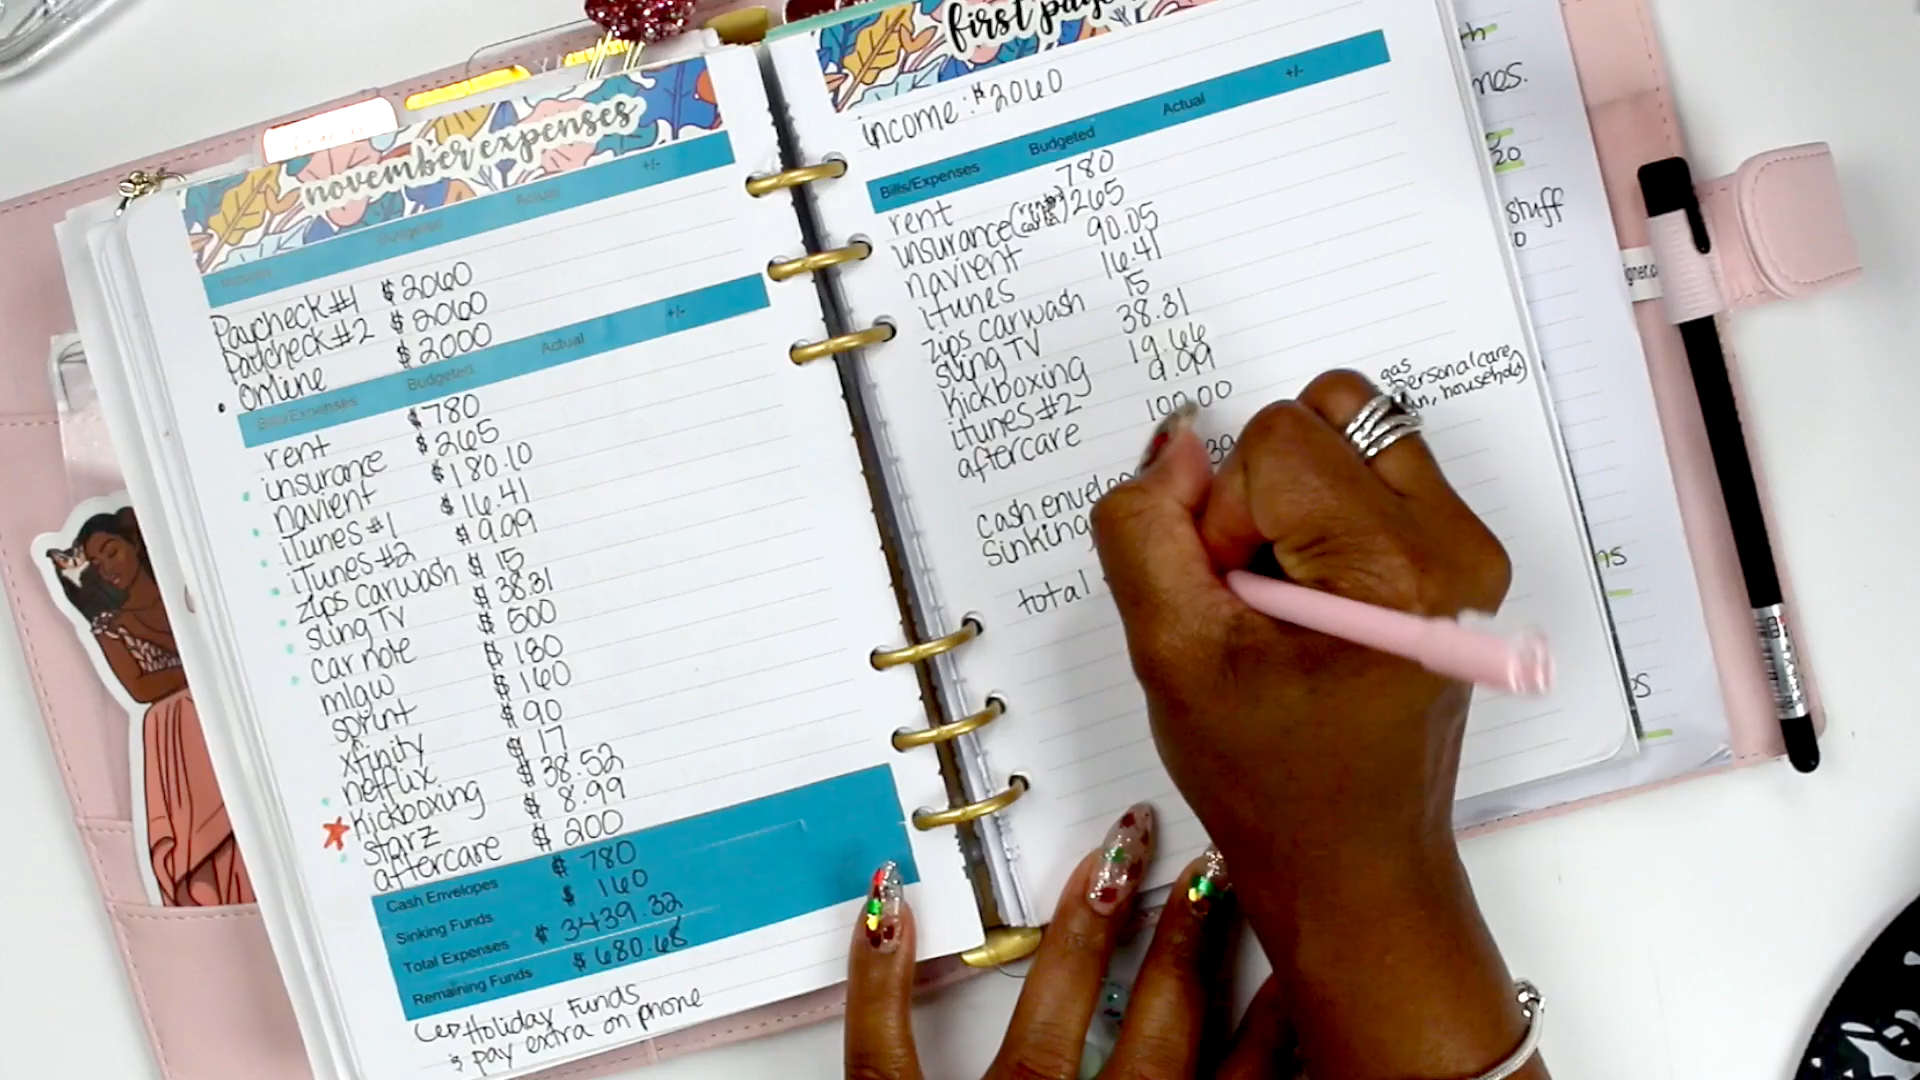 november expenses
Budgeted Actual +/-
Paycheck #1 $2060
Paycheck #2 $2060
• online $2000
Bills/Expenses Budgeted Actual +/-
rent $780
insurance $265
navient $180.10
iTunes #1 $16.41
iTunes #2 $9.99
zips carwash $15
sling TV $38.31
car note $500
mlgw $180
sprint $160
xfinity $90
netflix $17
kickboxing $38.52
starz $8.99
aftercare $200
Cash Envelopes $780
Sinking Funds $160
Total Expenses $3439.32
Remaining Funds $680.68
Holiday Funds
& pay extra on phone
first
income: $2060
Bills/Expenses Budgeted Actual +/-
rent 780
insurance 265
navient 90.05
itunes 16.41
zips carwash 15
sling TV 38.31
kickboxing 19.66
itunes #2 9.99
aftercare 100.00
gas
personal care
household)
39
sinking
total
nes.
20
stuff